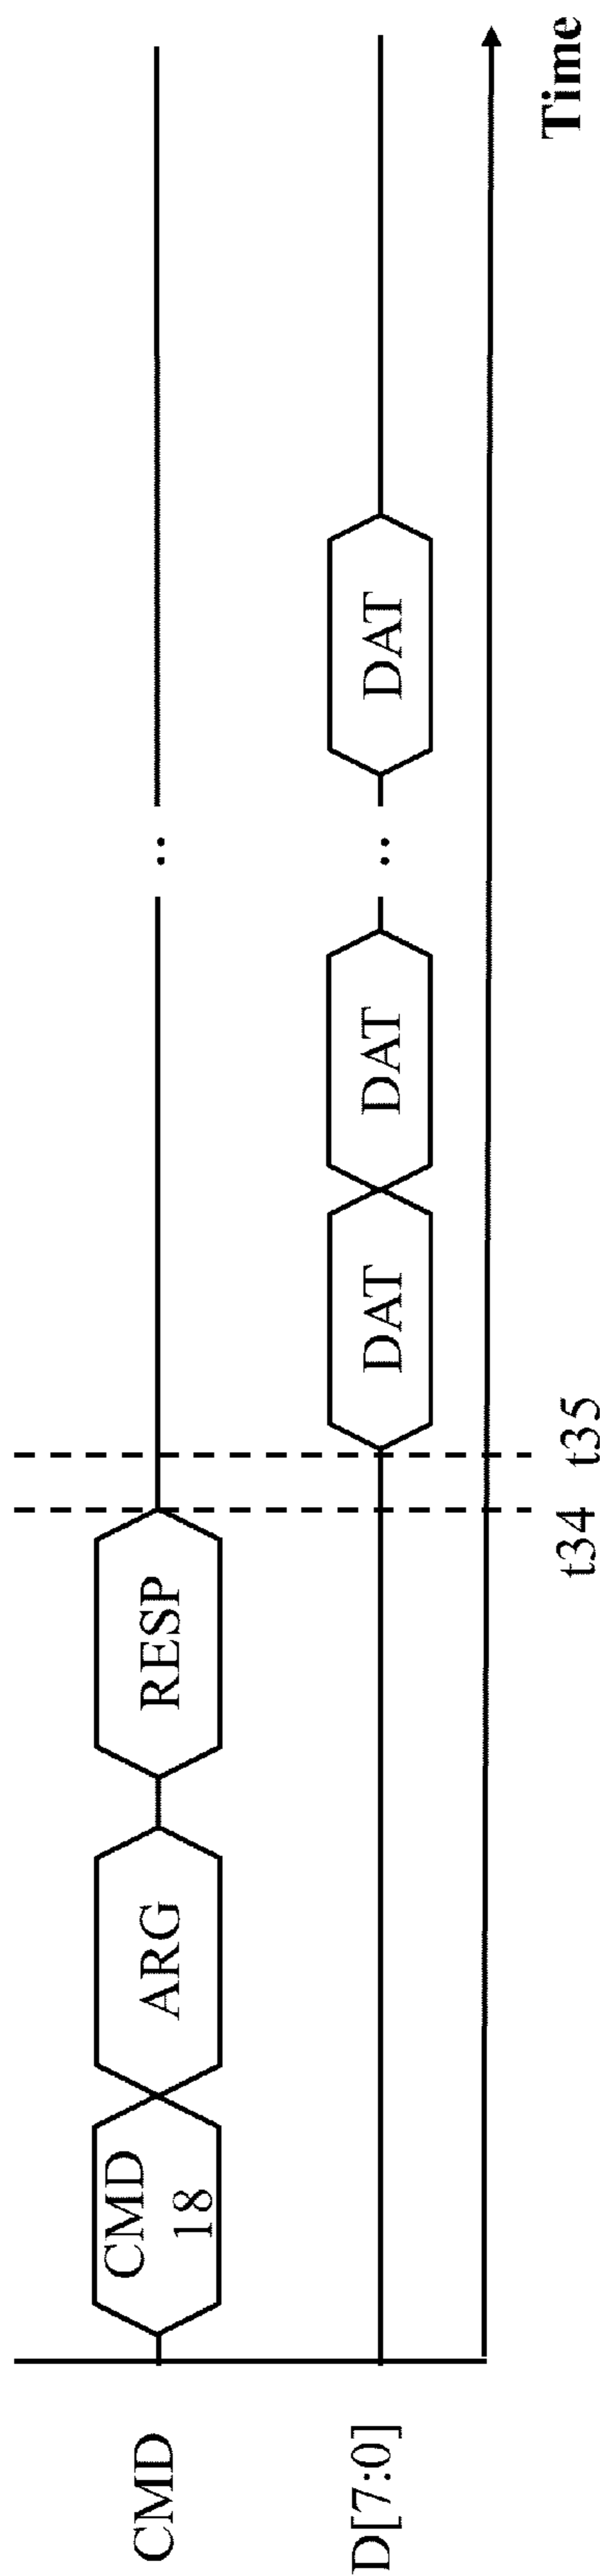 CMD
CMD
18
ARG
RESP
..
D[7:0]
DAT
DAT
..
DAT
t34
t35
Time